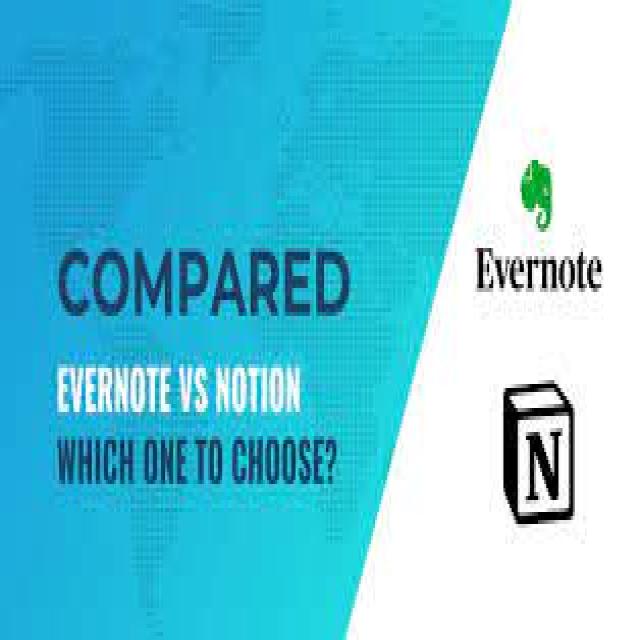 COMPARED
EVERNOTE VS NOTION
WHICH ONE TO CHOOSE?
Evernote
N